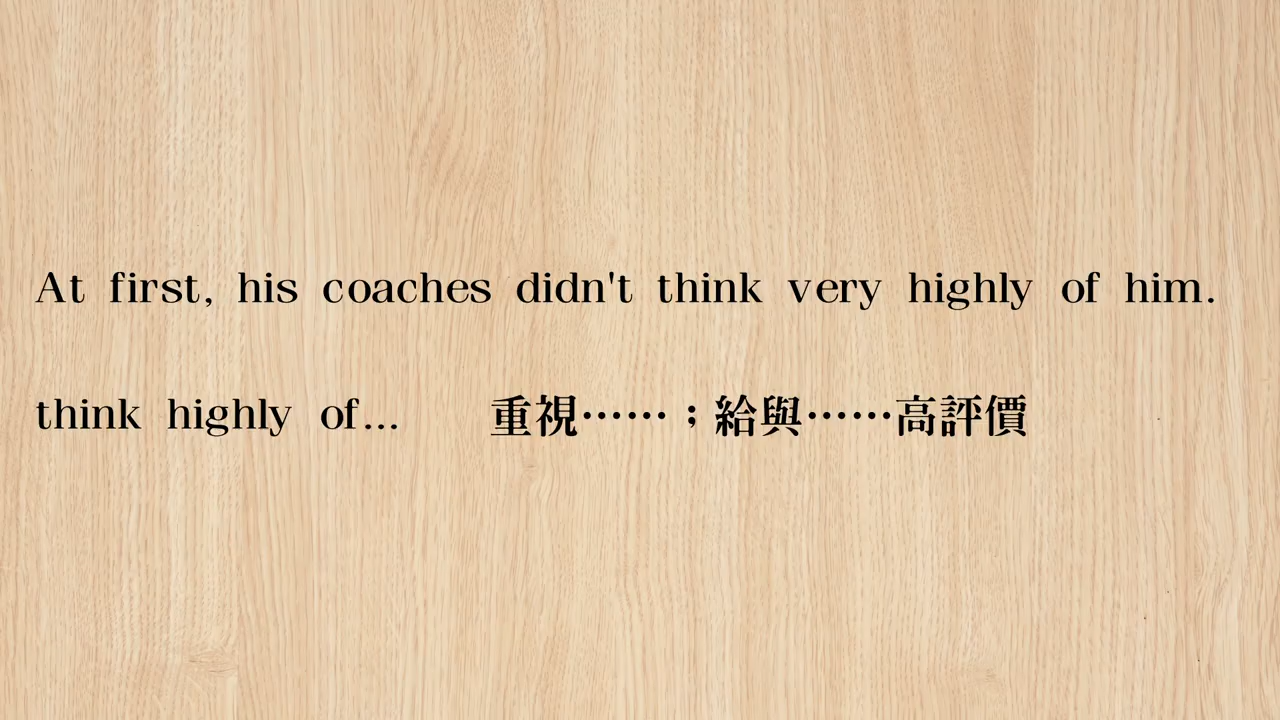 At first, his coaches didn't think very highly of him.
think highly of... 重視……；給與……高評價